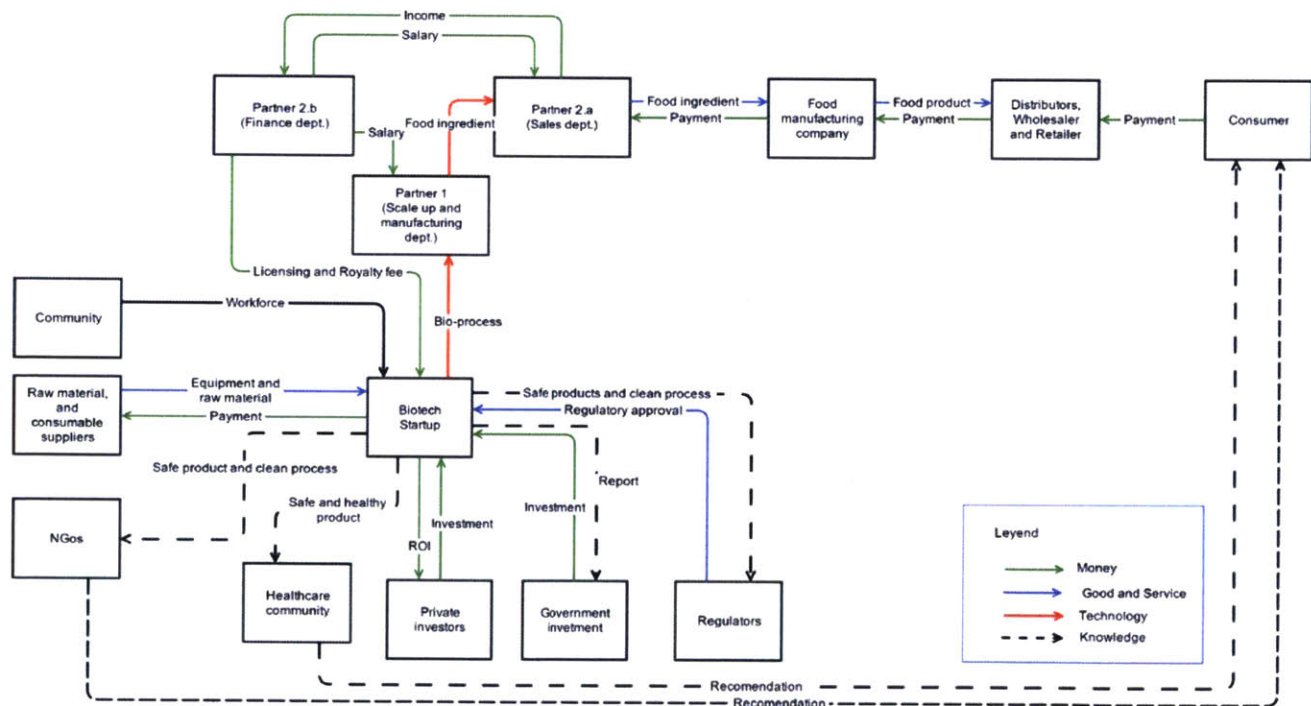 Income
Salary
Partner 2.b
(Finance dept.)
Partner 2.a
(Sales dept.)
Food ingredient
Payment
Food
manufacturing
company
Food product
Payment
Distributors,
Wholesaler
and Retailer
Payment
Consumer
Salary
Food ingredient
Partner 1
(Scale up and
manufacturing
dept.)
Licensing and Royalty fee
Community
Workforce
Bio-process
Raw material,
and
consumable
suppliers
Equipment and
raw material
Payment
Biotech
Startup
Safe products and clean process
Regulatory approval
Safe product and clean process
Report
Safe and healthy
product
Investment
Investment
ROI
NGos
Healthcare
community
Private
investors
Government
invetment
Regulators
Leyend
Money
Good and Service
Technology
Knowledge
Recomendation
Recomendation